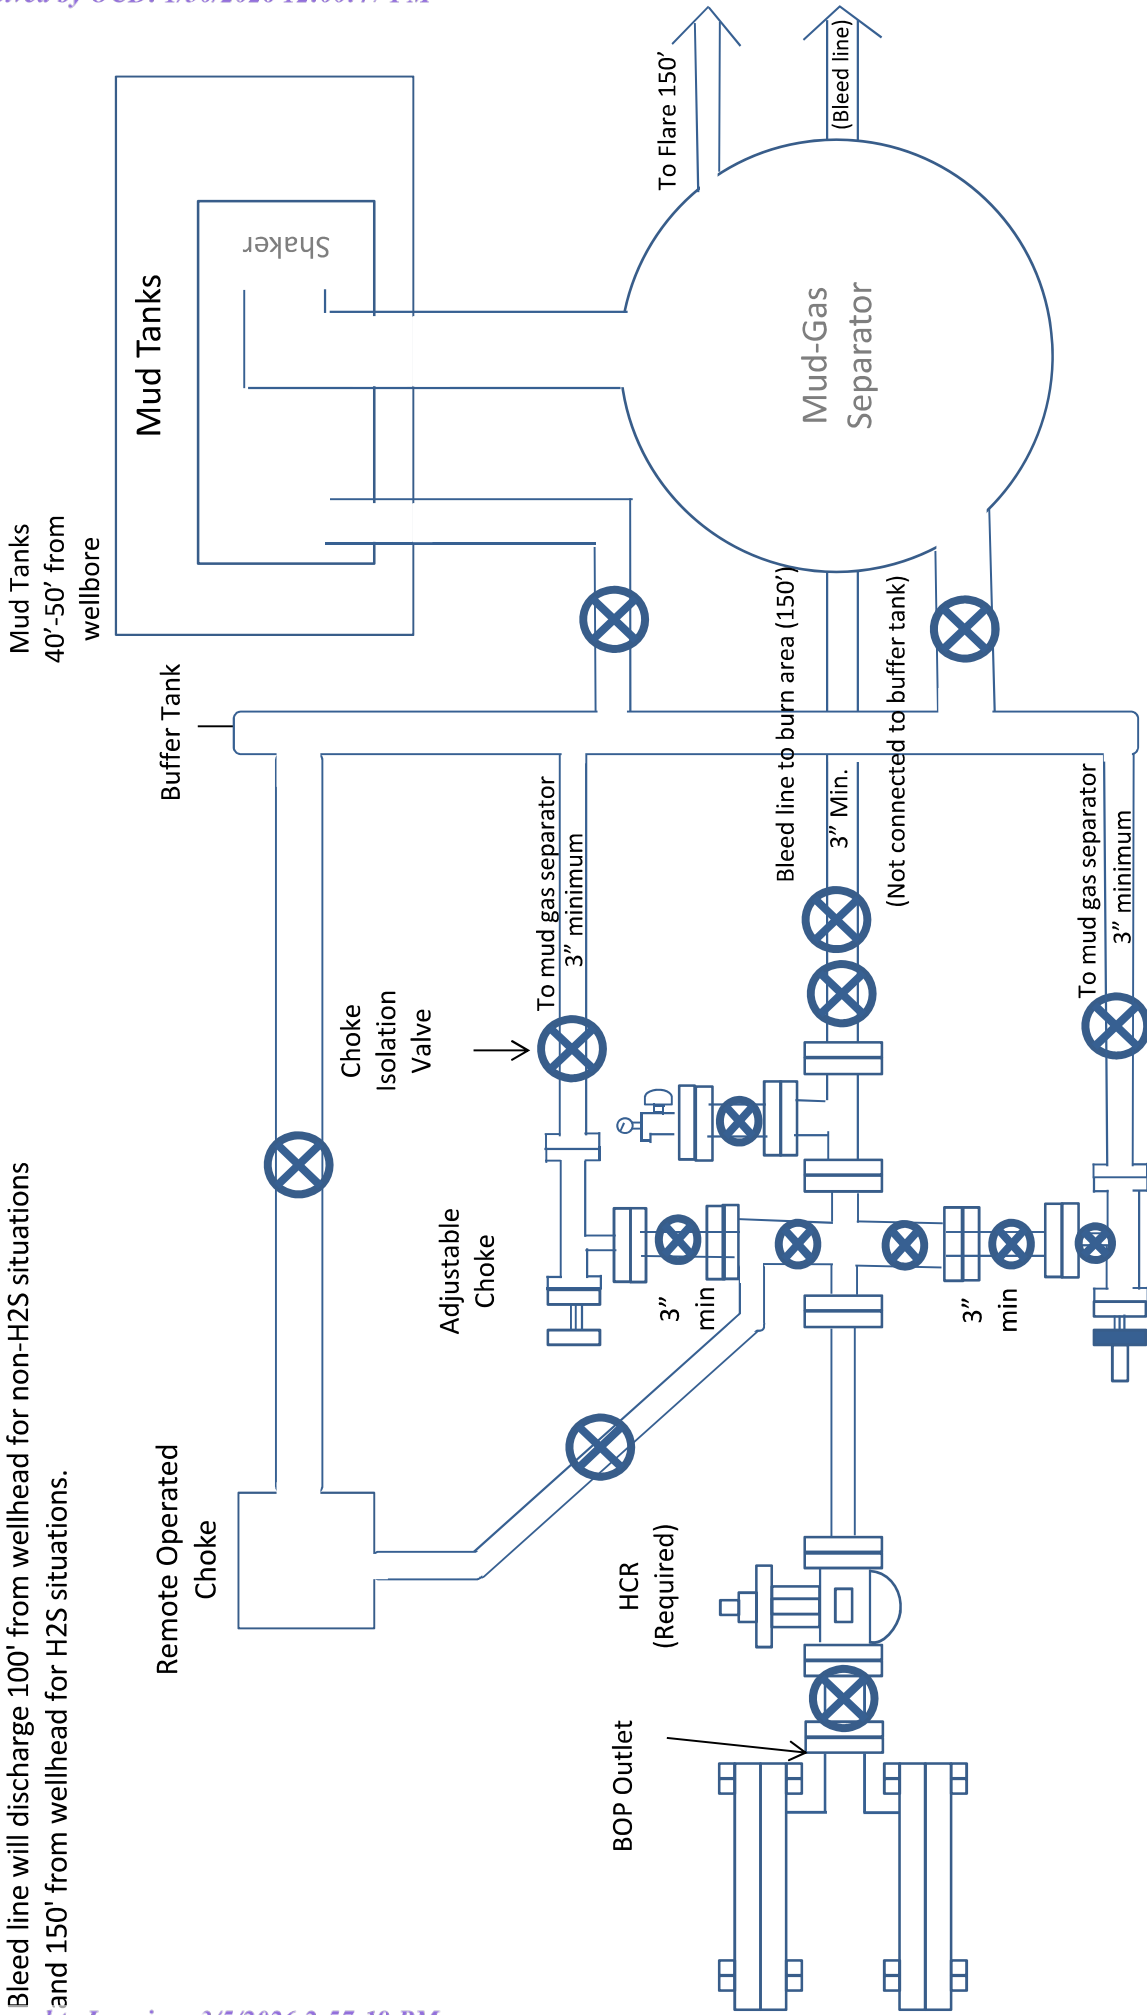 Bleed line will discharge 100' from wellhead for non-H2S situations
and 150' from wellhead for H2S situations.
Mud Tanks
40’-50’ from
wellbore
Mud Tanks
Shaker
Buffer Tank
Remote Operated
Choke
Choke
Isolation
Valve
Adjustable
Choke
To mud gas separator
3” minimum
To Flare 150’
(Bleed line)
Mud-Gas
Separator
Bleed line to burn area (150’)
3” Min.
(Not connected to buffer tank)
3”
min
3”
min
To mud gas separator
3” minimum
HCR
(Required)
BOP Outlet